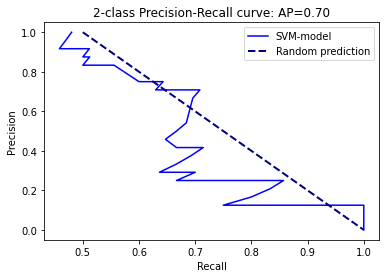 2-class Precision-Recall curve: AP=0.70
SVM-model
Random prediction
Precision
1.0
0.8
0.6
0.4
0.2
0.0
0.5 0.6 0.7 0.8 0.9 1.0
Recall